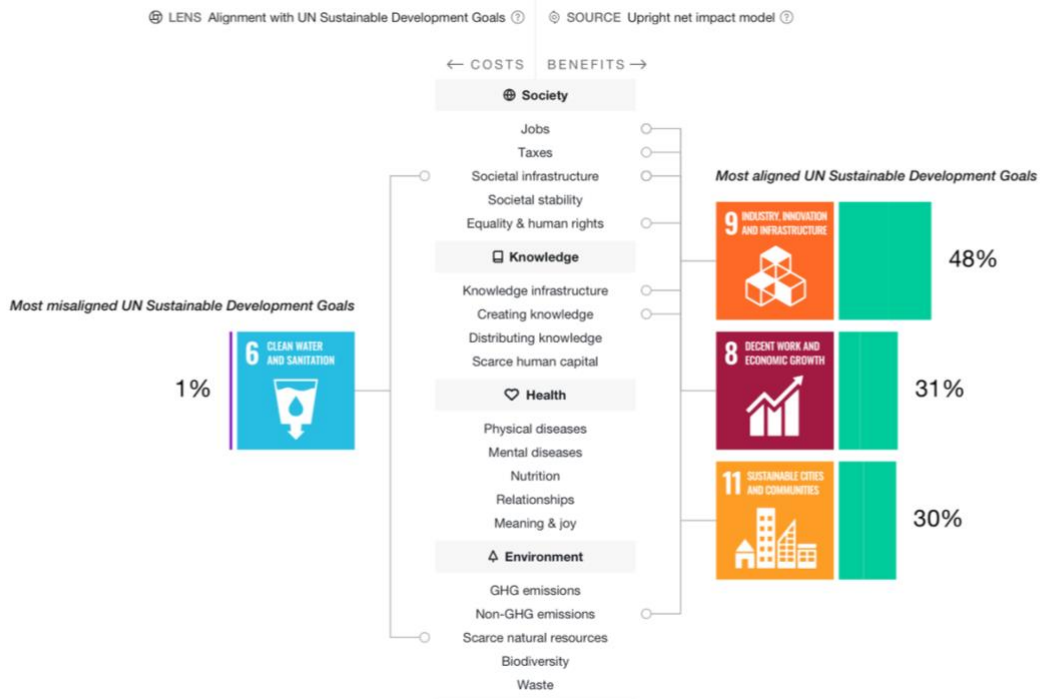 LENS Alignment with UN Sustainable Development Goals ?
SOURCE Upright net impact model ?
← COSTS
BENEFITS →
Society
Jobs
Taxes
Societal infrastructure
Societal stability
Equality & human rights
Knowledge
Knowledge infrastructure
Creating knowledge
Distributing knowledge
Scarce human capital
Health
Physical diseases
Mental diseases
Nutrition
Relationships
Meaning & joy
Environment
GHG emissions
Non-GHG emissions
Scarce natural resources
Biodiversity
Waste
Most misaligned UN Sustainable Development Goals
1%
6 CLEAN WATER
AND SANITATION
Most aligned UN Sustainable Development Goals
9 INDUSTRY, INNOVATION
AND INFRASTRUCTURE
48%
8 DECENT WORK AND
ECONOMIC GROWTH
31%
11 SUSTAINABLE CITIES
AND COMMUNITIES
30%